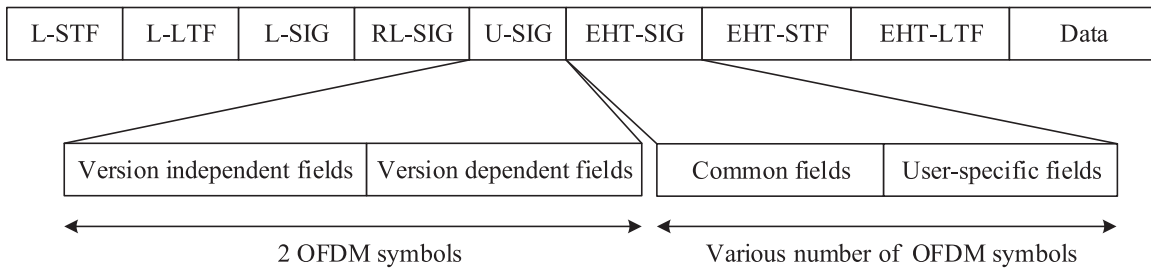 L-STF L-LTF L-SIG RL-SIG U-SIG EHT-SIG EHT-STF EHT-LTF Data
Version independent fields Version dependent fields Common fields User-specific fields
2 OFDM symbols Various number of OFDM symbols